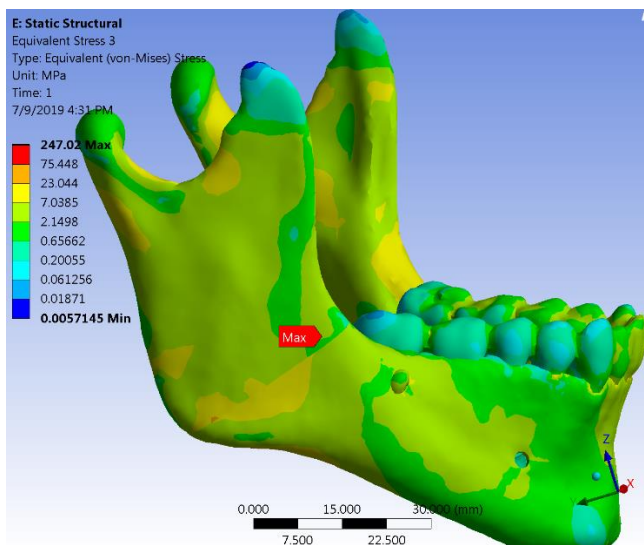 E: Static Structural
Equivalent Stress 3
Type: Equivalent (von-Mises) Stress
Unit: MPa
Time: 1
7/9/2019 4:31 PM
247.02 Max
75.448
23.044
7.0385
2.1498
0.65662
0.20055
0.061256
0.01871
0.0057145 Min
Max
Z
X
0.000 15.000 30.000 (mm)
7.500 22.500